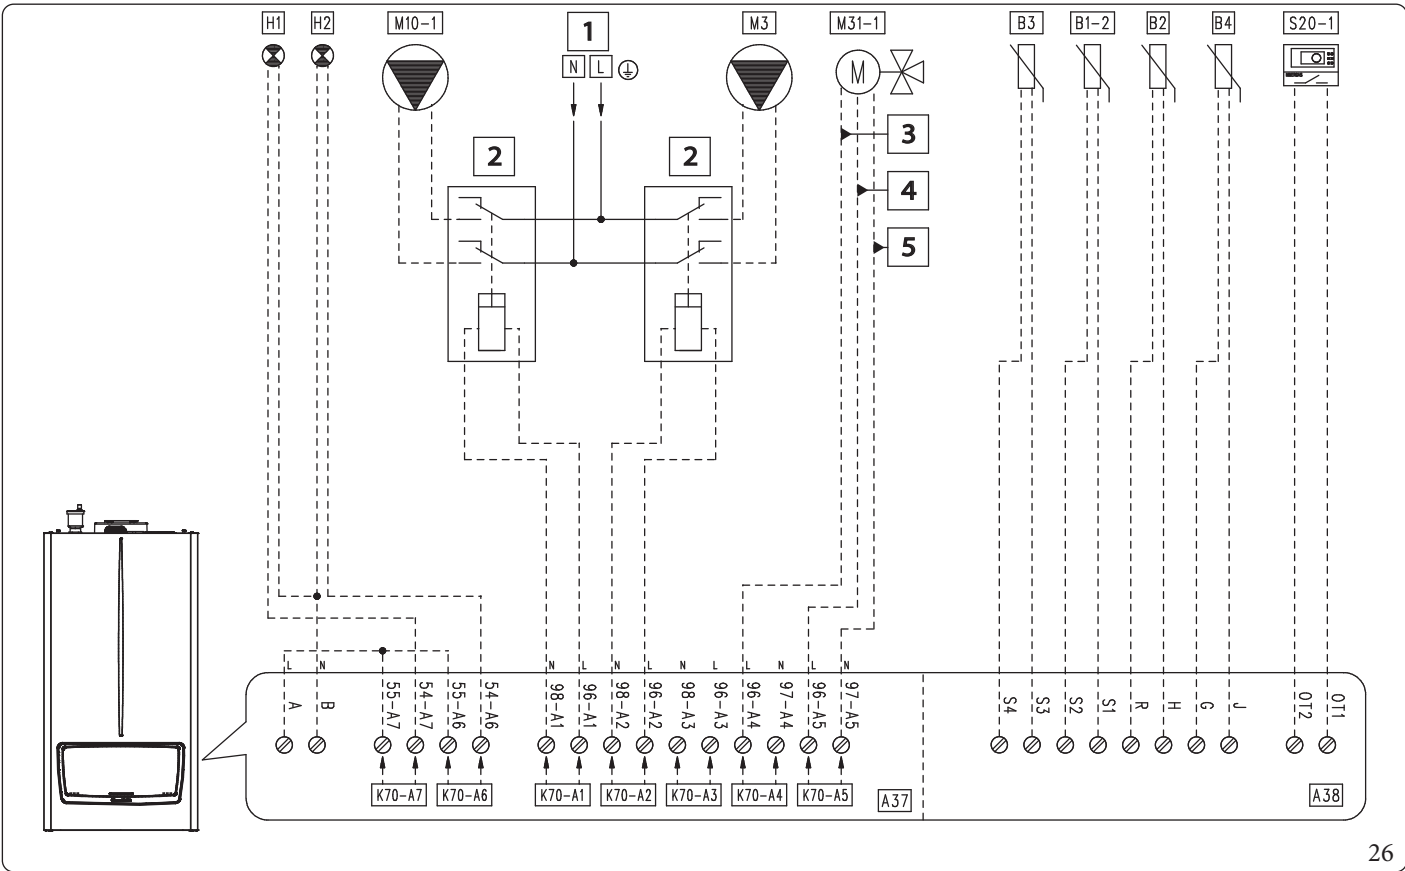 H1 H2 M10-1 1 M3 M31-1 B3 B1-2 B2 B4 S20-1
N L
M
3
2 2
4
5
L N N L N L N L L N L N
A B 55-A7 54-A7 55-A6 54-A6 98-A1 96-A1 98-A2 96-A2 98-A3 96-A3 96-A4 97-A4 96-A5 97-A5 S4 S3 S2 S1 R H G J OT2 OT1
K70-A7 K70-A6 K70-A1 K70-A2 K70-A3 K70-A4 K70-A5 A37 A38
26